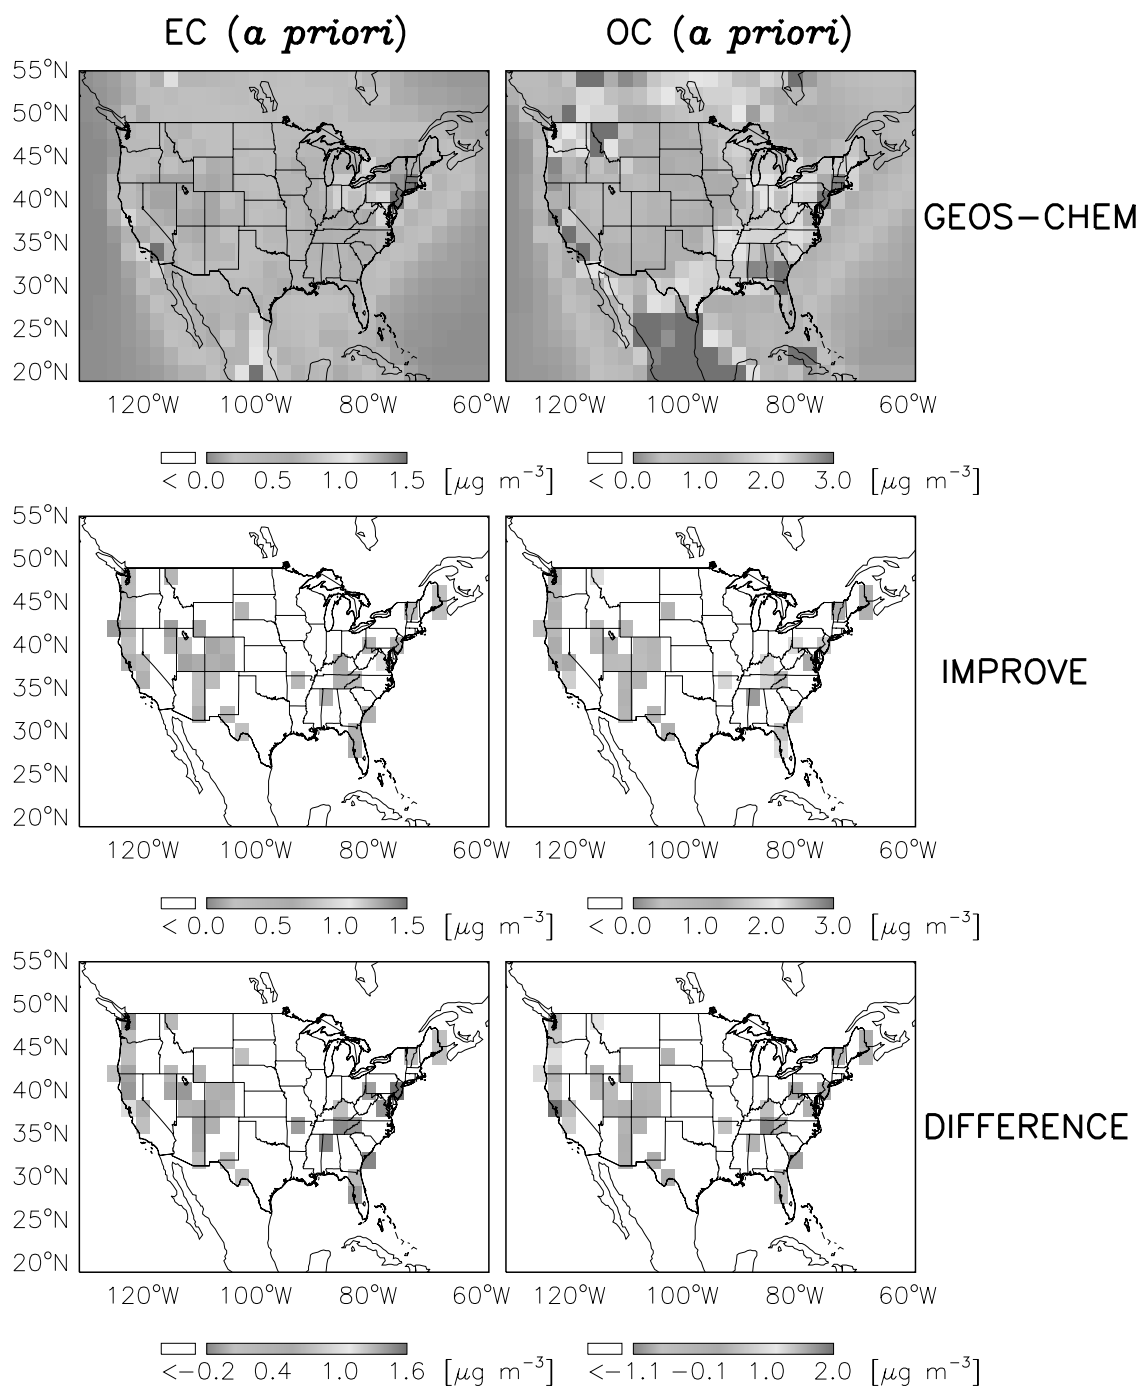 EC (a priori) OC (a priori)
55°N
50°N
45°N
40°N
35°N
30°N
25°N
20°N
GEOS-CHEM
120°W 100°W 80°W 60°W 120°W 100°W 80°W 60°W
< 0.0 0.5 1.0 1.5 [μg m⁻³] < 0.0 1.0 2.0 3.0 [μg m⁻³]
55°N
50°N
45°N
40°N
35°N
30°N
25°N
20°N
IMPROVE
120°W 100°W 80°W 60°W 120°W 100°W 80°W 60°W
< 0.0 0.5 1.0 1.5 [μg m⁻³] < 0.0 1.0 2.0 3.0 [μg m⁻³]
55°N
50°N
45°N
40°N
35°N
30°N
25°N
20°N
DIFFERENCE
120°W 100°W 80°W 60°W 120°W 100°W 80°W 60°W
<-0.2 0.4 1.0 1.6 [μg m⁻³] <-1.1 -0.1 1.0 2.0 [μg m⁻³]